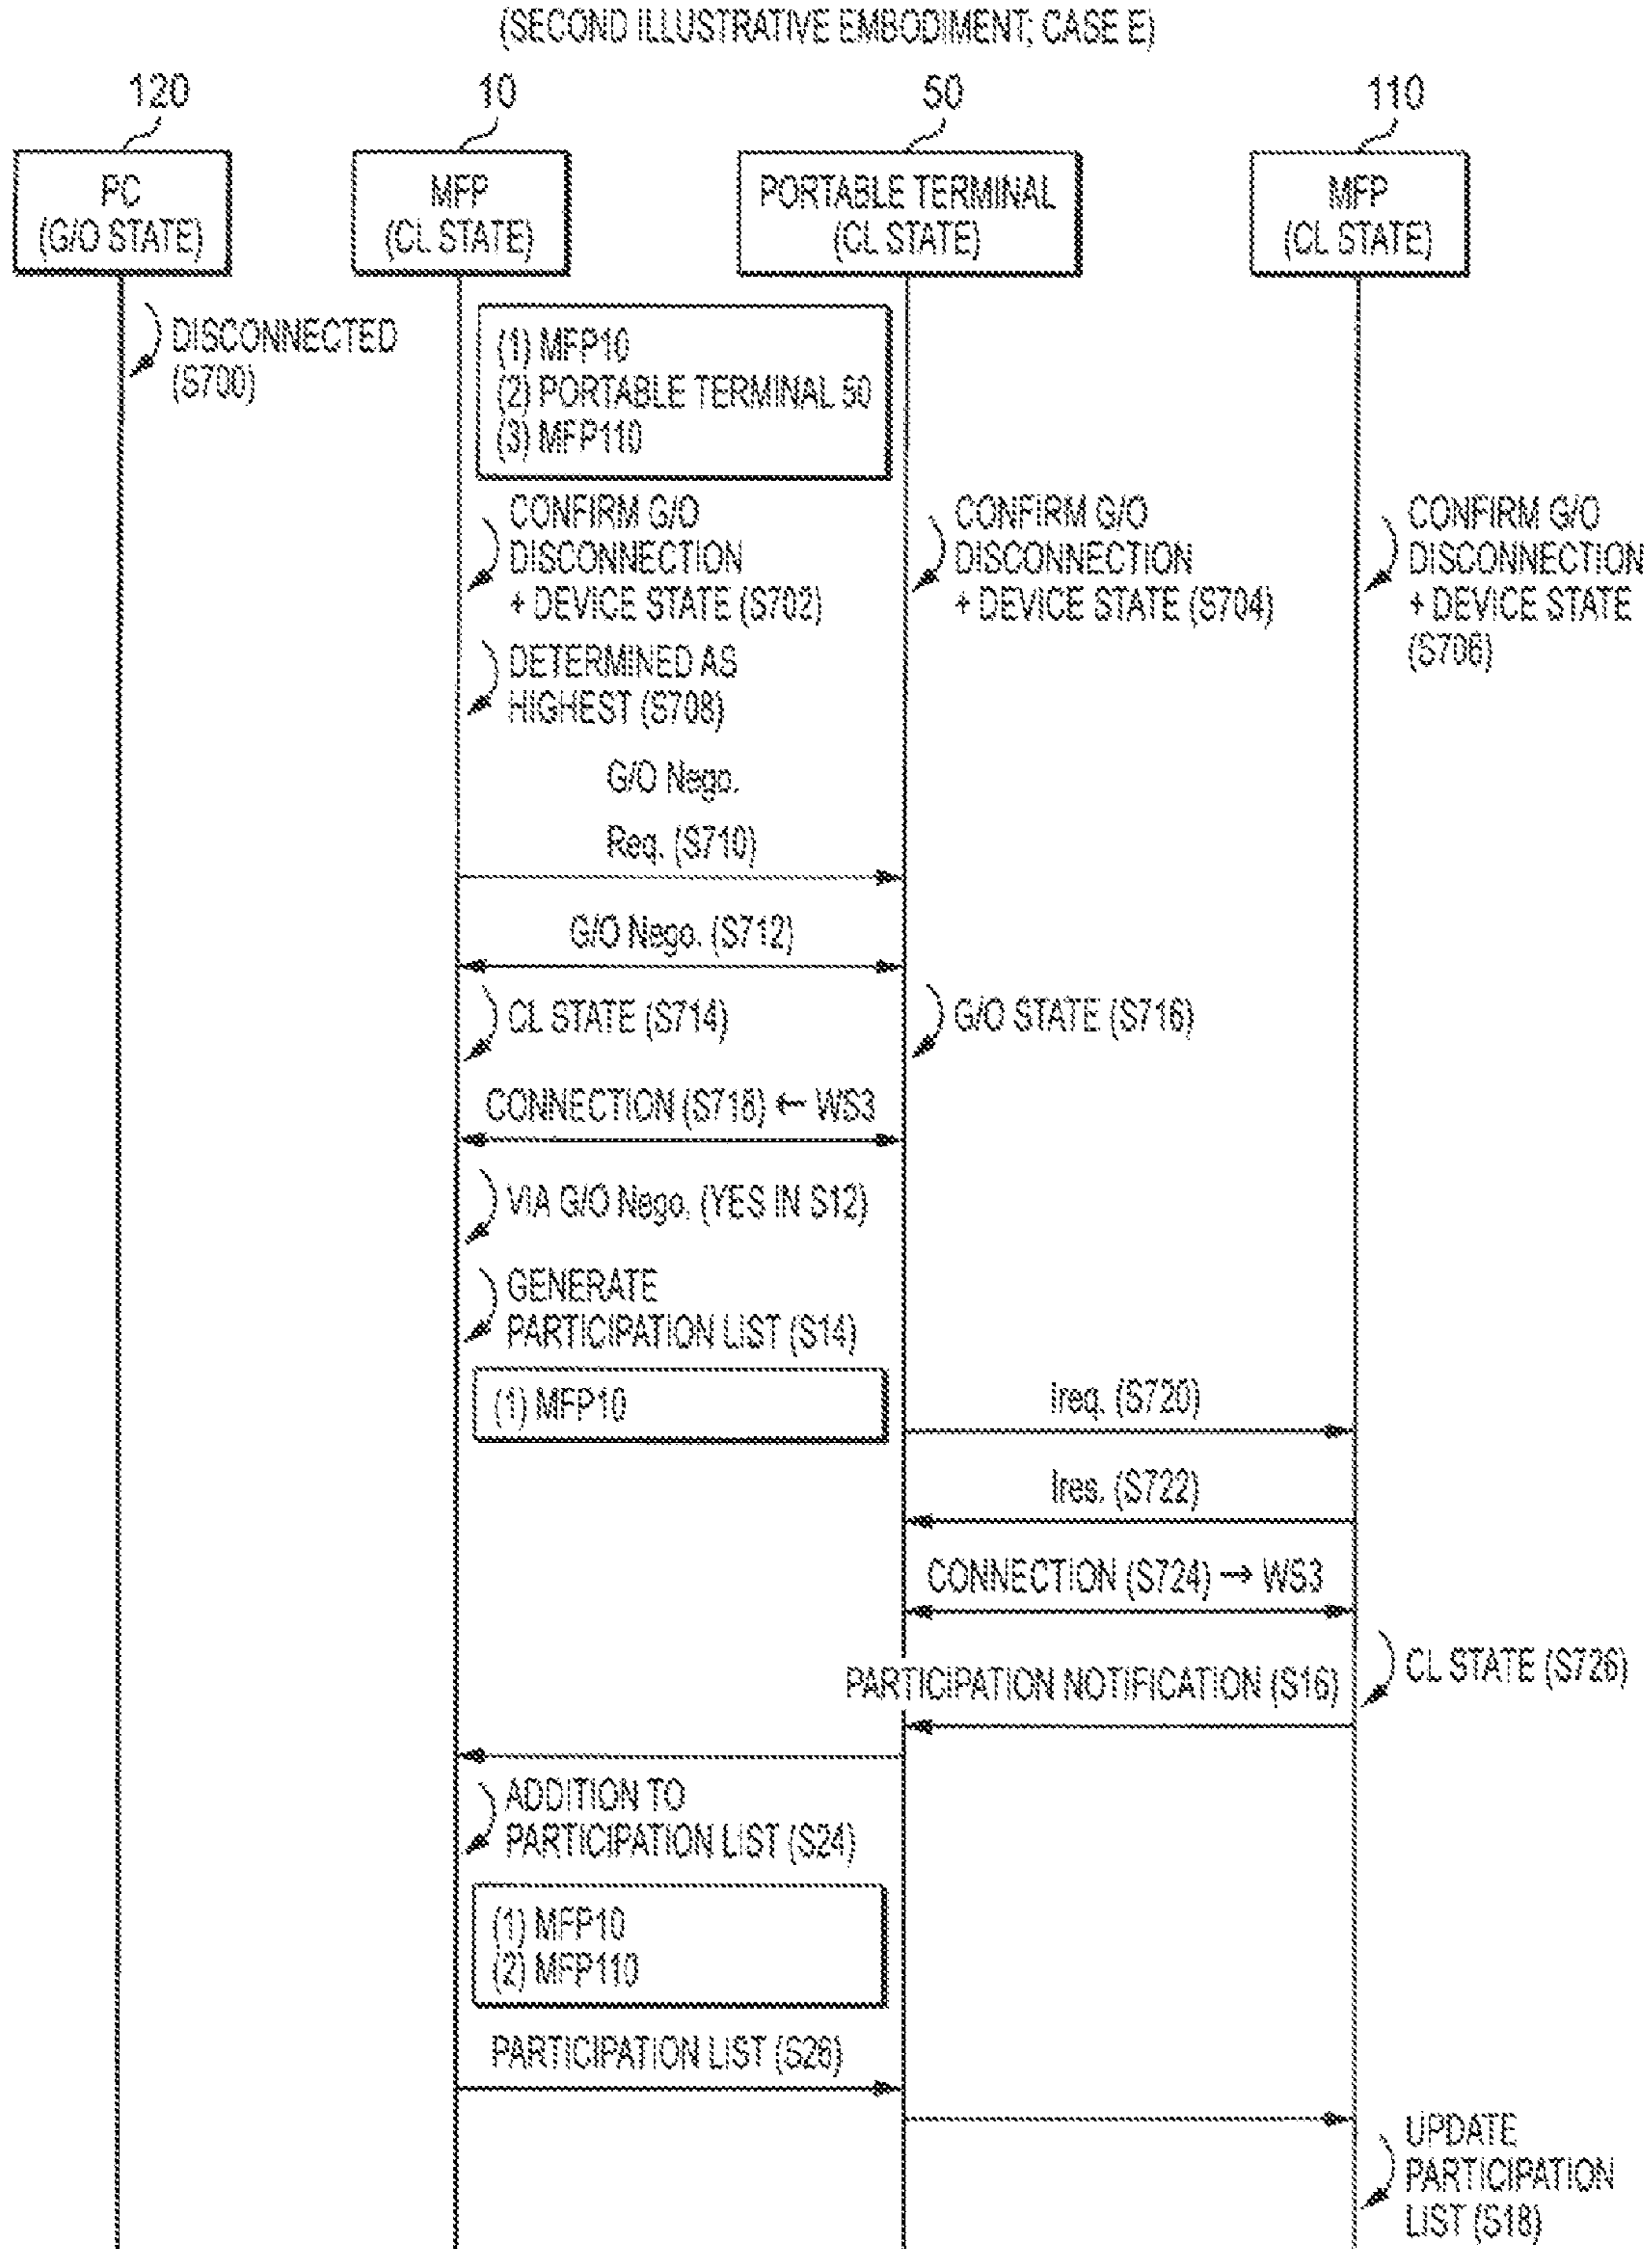 (SECOND ILLUSTRATIVE EMBODIMENT; CASE E)
120
10
50
110
PC
(G/O STATE)
MFP
(CL STATE)
PORTABLE TERMINAL
(CL STATE)
MFP
(CL STATE)
DISCONNECTED
(S700)
(1) MFP10
(2) PORTABLE TERMINAL 50
(3) MFP110
CONFIRM G/O
DISCONNECTION
+ DEVICE STATE (S702)
CONFIRM G/O
DISCONNECTION
+ DEVICE STATE (S704)
CONFIRM G/O
DISCONNECTION
+ DEVICE STATE
(S706)
DETERMINED AS
HIGHEST (S708)
G/O Nego.
Req. (S710)
G/O Nego. (S712)
CL STATE (S714)
G/O STATE (S716)
CONNECTION (S718) ← WS3
VIA G/O Nego. (YES IN S12)
GENERATE
PARTICIPATION LIST (S14)
(1) MFP10
Ireq. (S720)
Ires. (S722)
CONNECTION (S724) → WS3
CL STATE (S726)
PARTICIPATION NOTIFICATION (S16)
ADDITION TO
PARTICIPATION LIST (S24)
(1) MFP10
(2) MFP110
PARTICIPATION LIST (S26)
UPDATE
PARTICIPATION
LIST (S18)